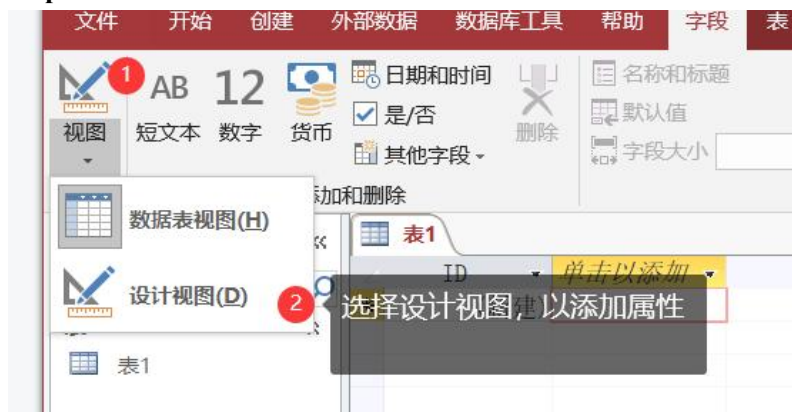 文件 开始 创建 外部数据 数据库工具 帮助 字段 表
1
AB 12
视图 短文本 数字 货币
日期和时间
是/否
其他字段
删除
名称和标题
默认值
字段大小
加和删除
数据表视图(H)
设计视图(D)
«
表1
ID 单击以添加
2 选择设计视图，以添加属性
建)
表1